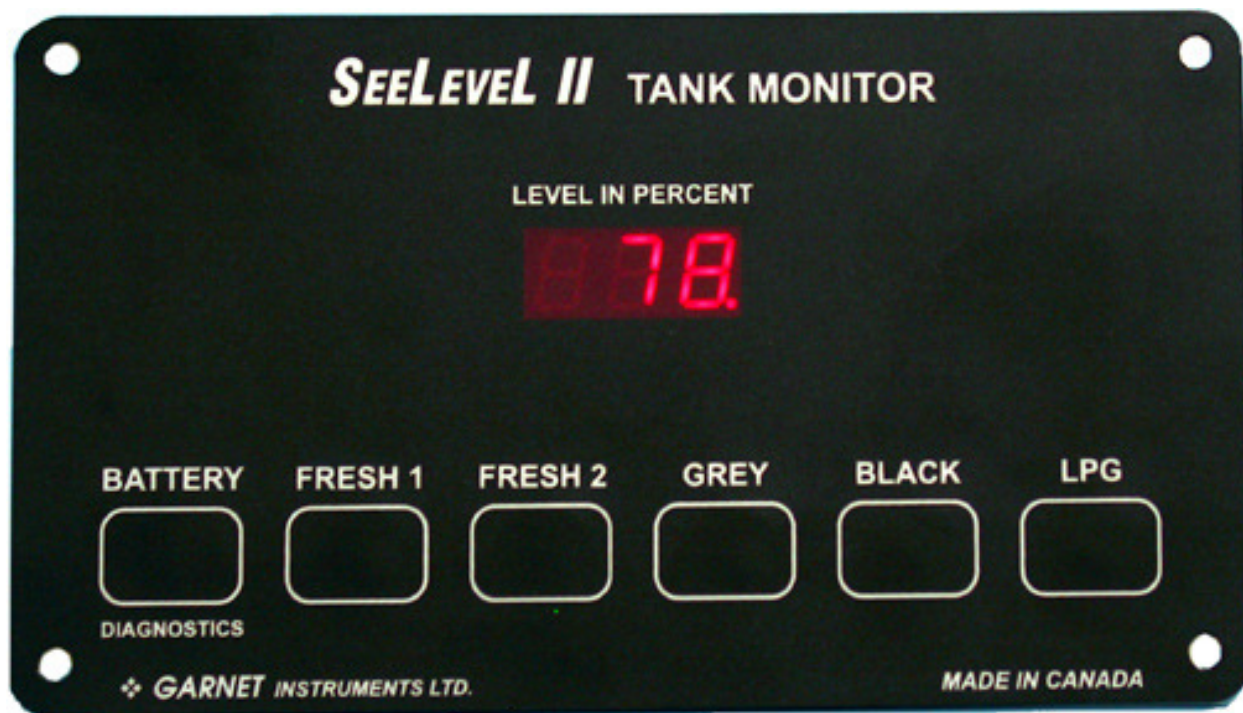 SEELEVEL II TANK MONITOR
LEVEL IN PERCENT
78.
BATTERY FRESH 1 FRESH 2 GREY BLACK LPG
DIAGNOSTICS
❖ GARNET INSTRUMENTS LTD. MADE IN CANADA